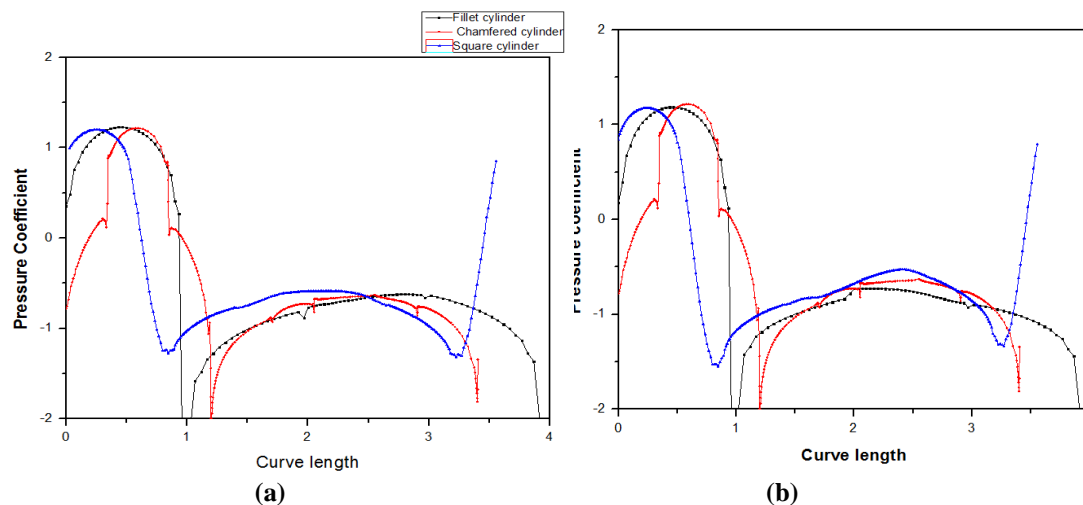 Fillet cylinder
Chamfered cylinder
Square cylinder
2
1
0
-1
-2
Pressure Coefficient
0
1
2
3
4
Curve length
(a)
2
1
0
-1
-2
Pressure coefficient
0
1
2
3
Curve length
(b)